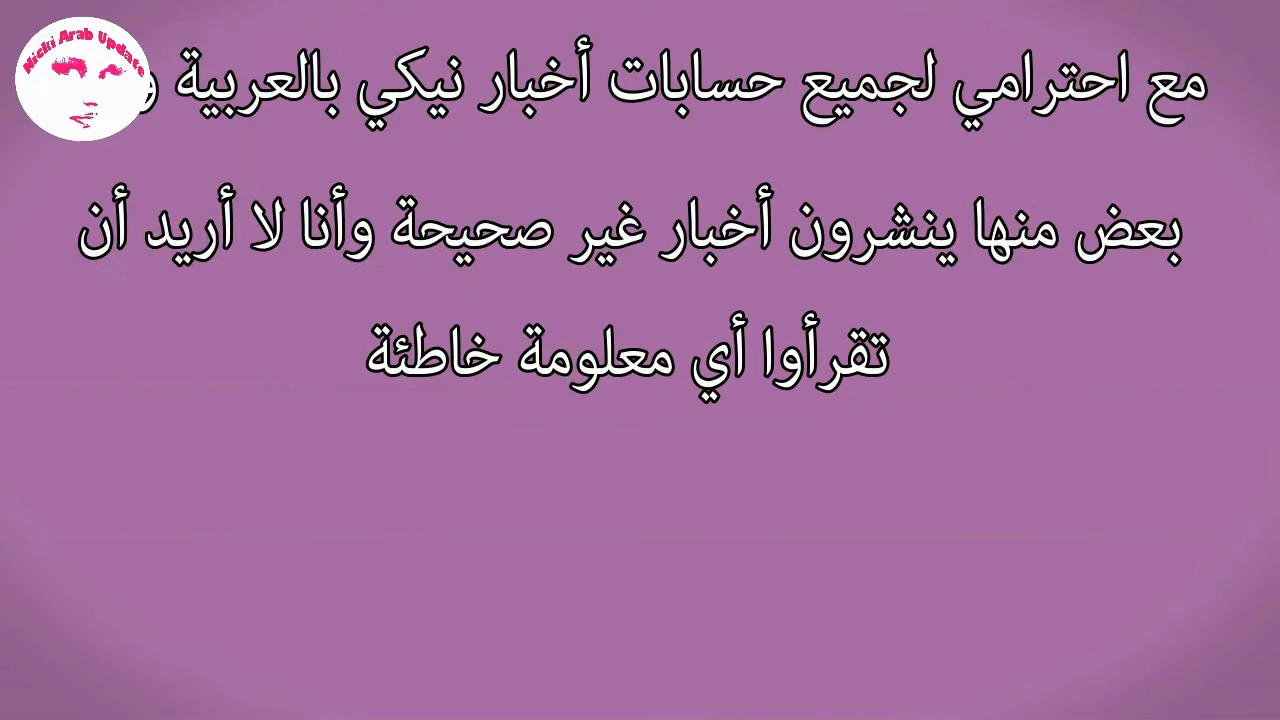 Nicki Arab Update
مع احترامي لجميع حسابات أخبار نيكي بالعربية و
بعض منها ينشرون أخبار غير صحيحة وأنا لا أريد أن
تقرأوا أي معلومة خاطئة